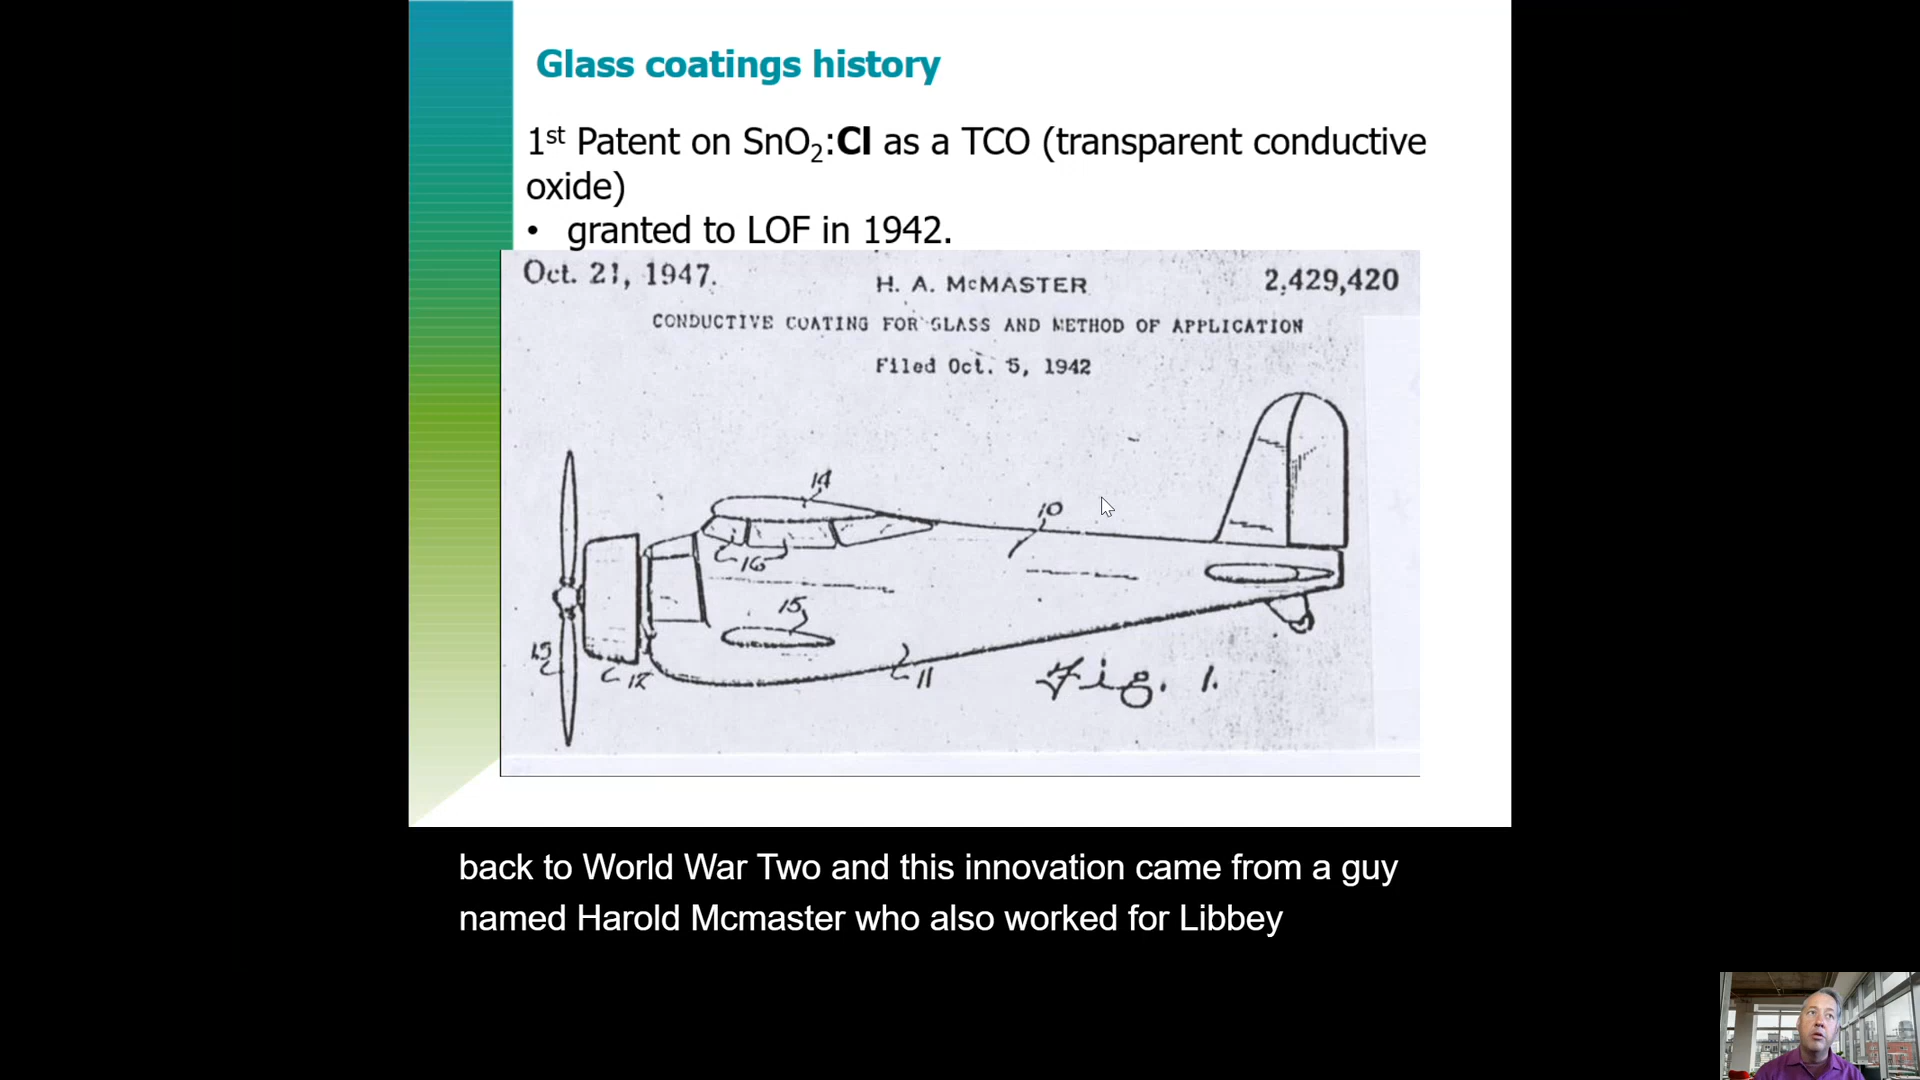 Glass coatings history
1st Patent on SnO2:Cl as a TCO (transparent conductive
oxide)
• granted to LOF in 1942.
Oct. 21, 1947.
H. A. McMASTER
2,429,420
CONDUCTIVE COATING FOR GLASS AND METHOD OF APPLICATION
Filed Oct. 5, 1942
14
10
16
15
12
11
Fig. 1.
back to World War Two and this innovation came from a guy
named Harold Mcmaster who also worked for Libbey